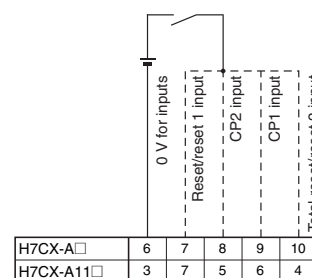 0 V for inputs
Reset/reset 1 input
CP2 input
CP1 input
Total reset/reset 2 input
H7CX-A□ 6 7 8 9 10
H7CX-A11□ 3 7 5 6 4